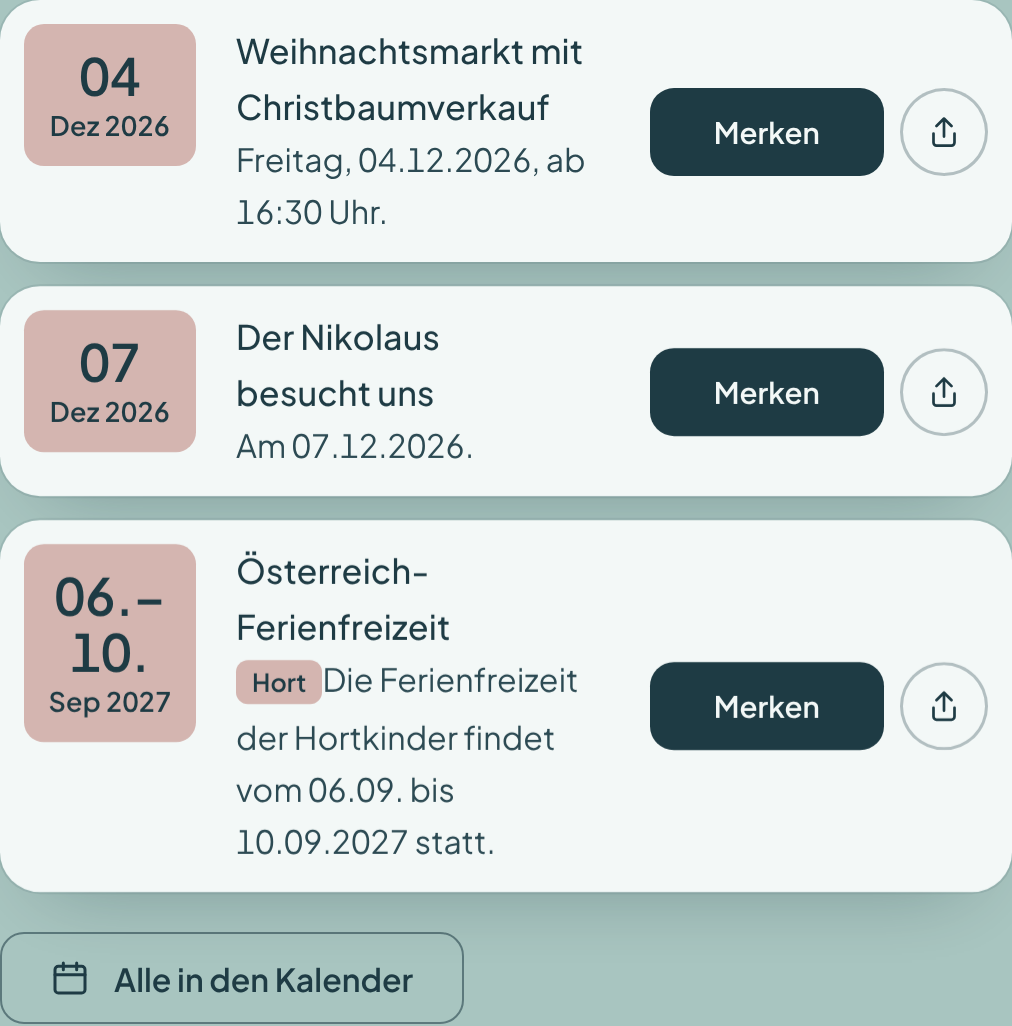 04
Dez 2026
Weihnachtsmarkt mit
Christbaumverkauf
Freitag, 04.12.2026, ab
16:30 Uhr.
Merken
07
Dez 2026
Der Nikolaus
besucht uns
Am 07.12.2026.
Merken
06.–
10.
Sep 2027
Österreich-
Ferienfreizeit
Hort Die Ferienfreizeit
der Hortkinder findet
vom 06.09. bis
10.09.2027 statt.
Merken
Alle in den Kalender